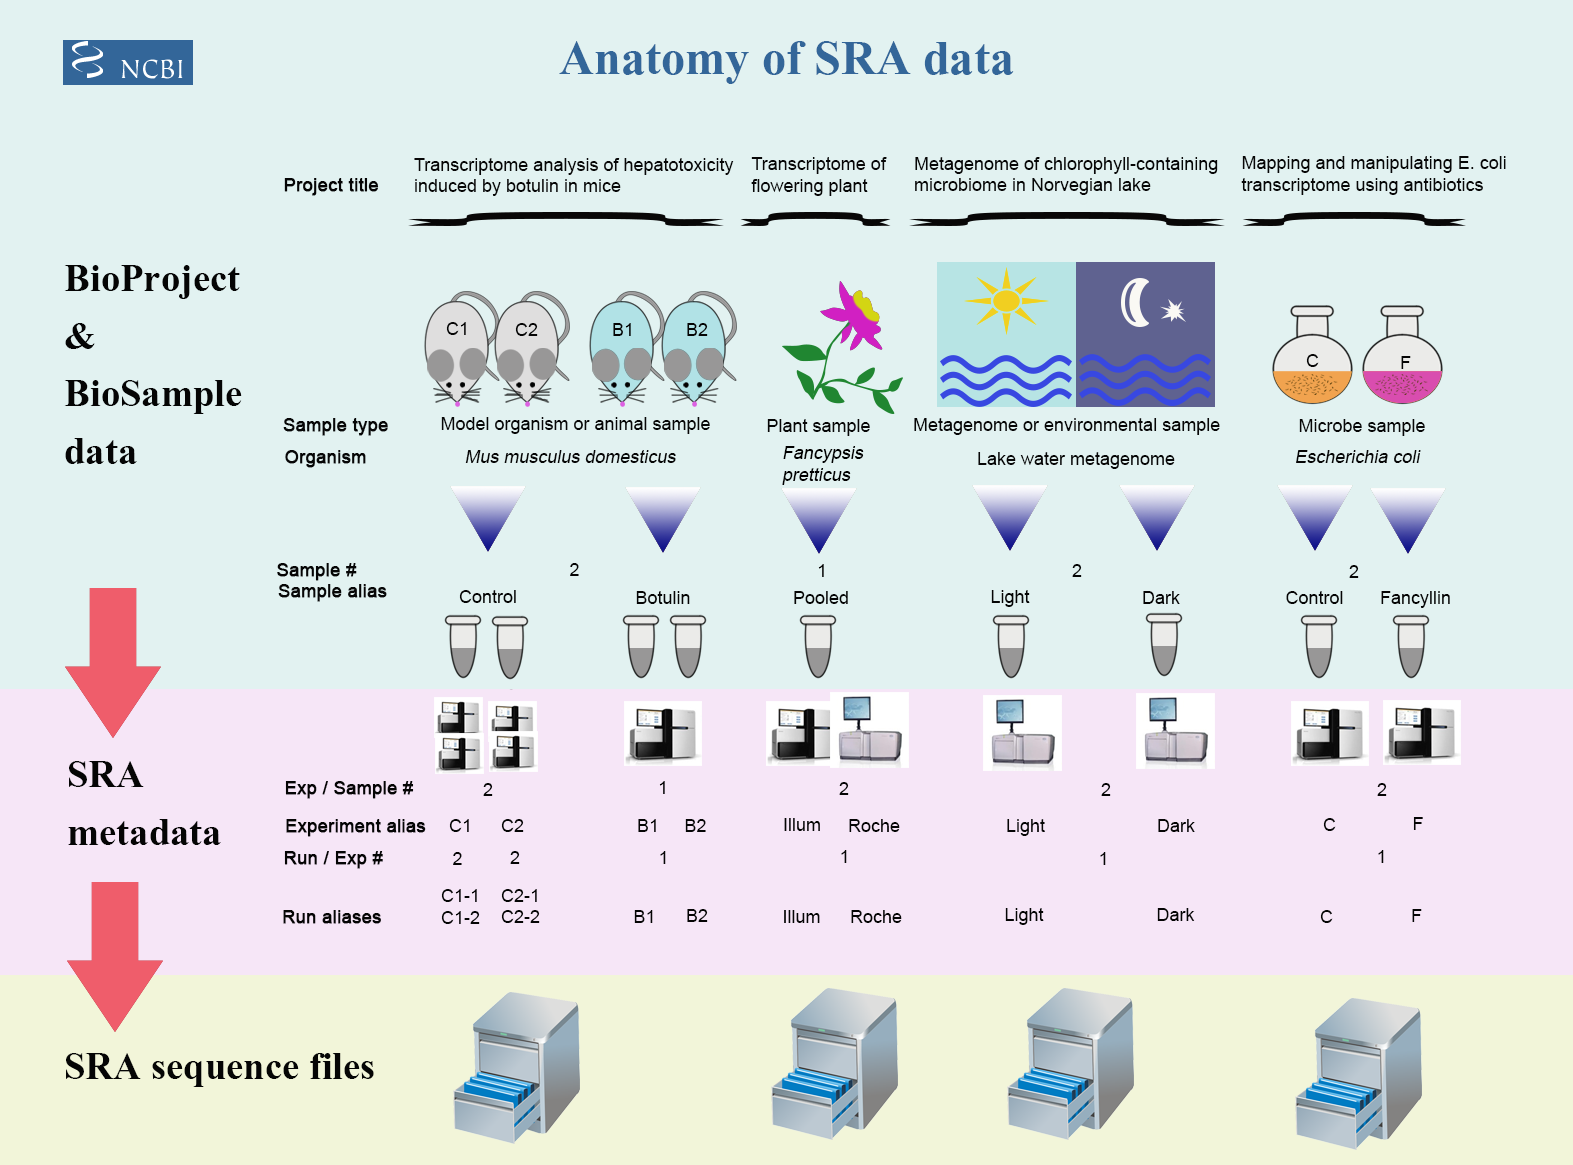 NCBI
Anatomy of SRA data
Project title
Transcriptome analysis of hepatotoxicity
induced by botulin in mice
Transcriptome of
flowering plant
Metagenome of chlorophyll-containing
microbiome in Norvegian lake
Mapping and manipulating E. coli
transcriptome using antibiotics
BioProject
&
BioSample
data
C1 C2 B1 B2
C F
Sample type Model organism or animal sample Plant sample Metagenome or environmental sample Microbe sample
Organism Mus musculus domesticus Fancypsis Lake water metagenome Escherichia coli
pretticus
Sample # 2 1 2 2
Sample alias Control Botulin Pooled Light Dark Control Fancyllin
SRA
metadata
Exp / Sample # 2 1 2 2 2
Experiment alias C1 C2 B1 B2 Illum Roche Light Dark C F
Run / Exp # 2 2 1 1 1 1
C1-1 C2-1
Run aliases C1-2 C2-2 B1 B2 Illum Roche Light Dark C F
SRA sequence files